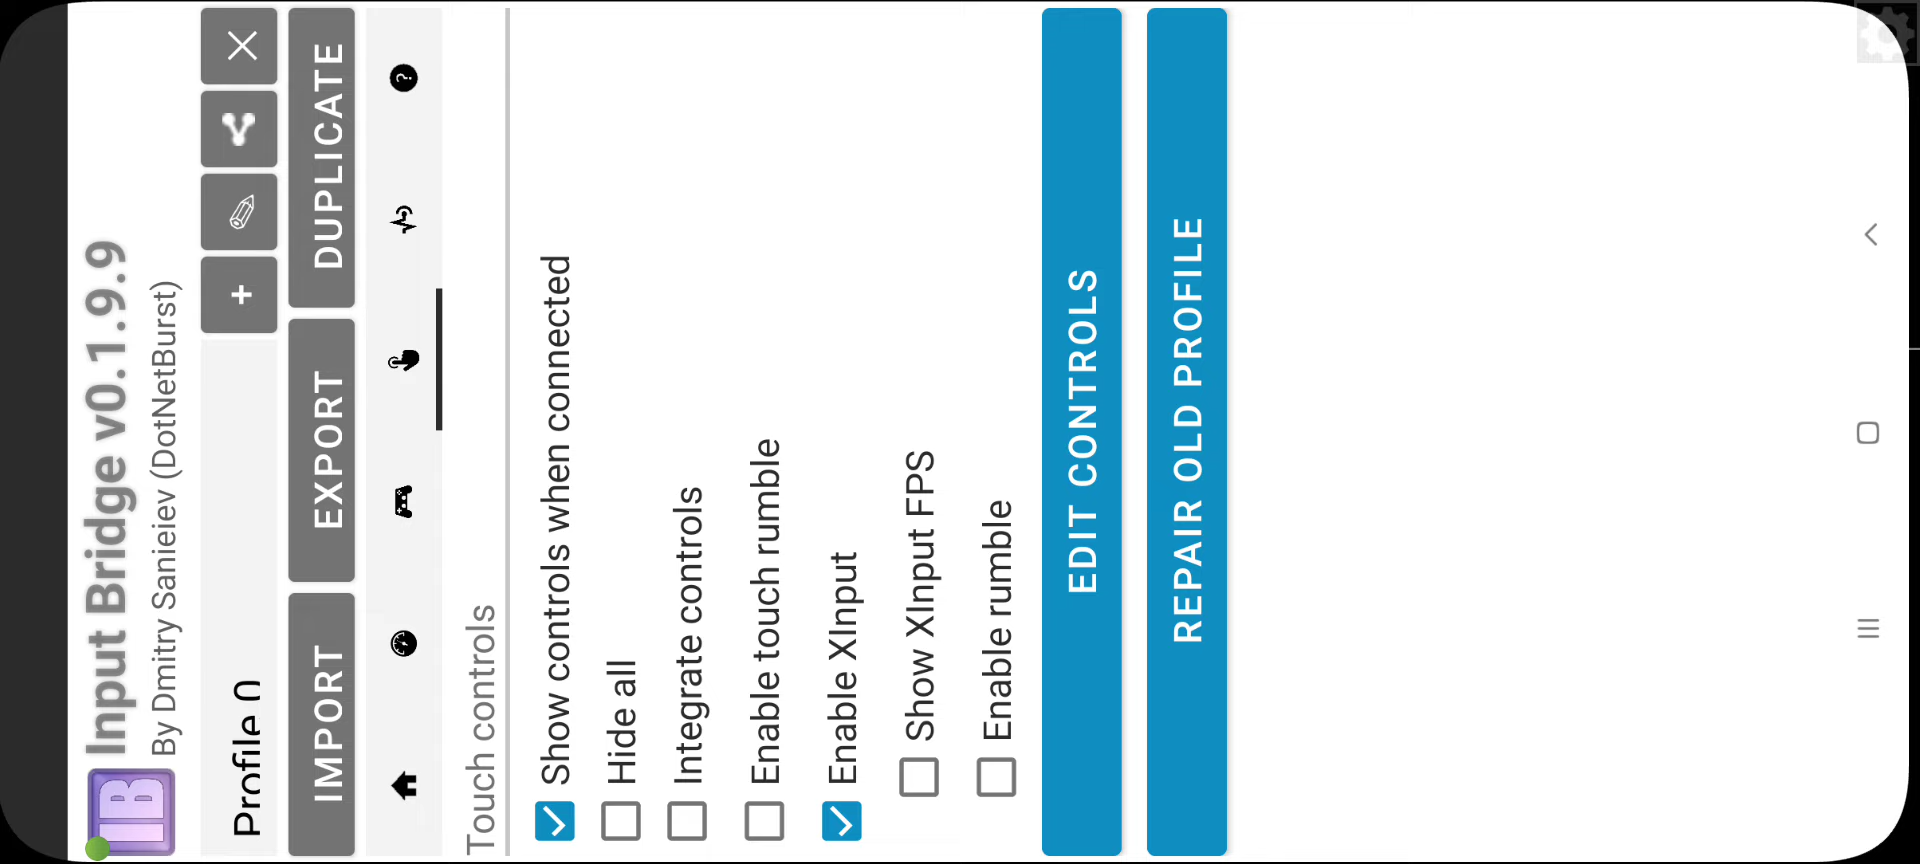 Input Bridge v0.1.9.9
By Dmitry Sanieiev (DotNetBurst)
IB
Profile 0
+
IMPORT
EXPORT
DUPLICATE
Touch controls
Show controls when connected
Hide all
Integrate controls
Enable touch rumble
Enable XInput
Show XInput FPS
Enable rumble
EDIT CONTROLS
REPAIR OLD PROFILE